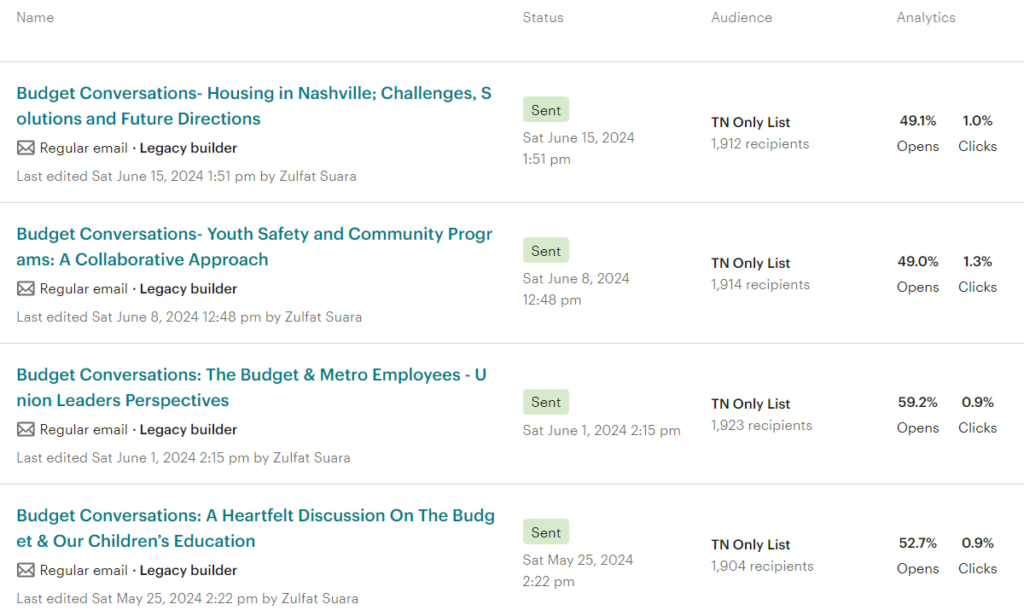 Name Status Audience Analytics
Budget Conversations- Housing in Nashville; Challenges, S
olutions and Future Directions
Regular email · Legacy builder
Last edited Sat June 15, 2024 1:51 pm by Zulfat Suara
Sent
Sat June 15, 2024
1:51 pm
TN Only List
1,912 recipients
49.1% 1.0%
Opens Clicks
Budget Conversations- Youth Safety and Community Progr
ams: A Collaborative Approach
Regular email · Legacy builder
Last edited Sat June 8, 2024 12:48 pm by Zulfat Suara
Sent
Sat June 8, 2024
12:48 pm
TN Only List
1,914 recipients
49.0% 1.3%
Opens Clicks
Budget Conversations: The Budget & Metro Employees - U
nion Leaders Perspectives
Regular email · Legacy builder
Last edited Sat June 1, 2024 2:15 pm by Zulfat Suara
Sent
Sat June 1, 2024 2:15 pm
TN Only List
1,923 recipients
59.2% 0.9%
Opens Clicks
Budget Conversations: A Heartfelt Discussion On The Budg
et & Our Children's Education
Regular email · Legacy builder
Last edited Sat May 25, 2024 2:22 pm by Zulfat Suara
Sent
Sat May 25, 2024
2:22 pm
TN Only List
1,904 recipients
52.7% 0.9%
Opens Clicks